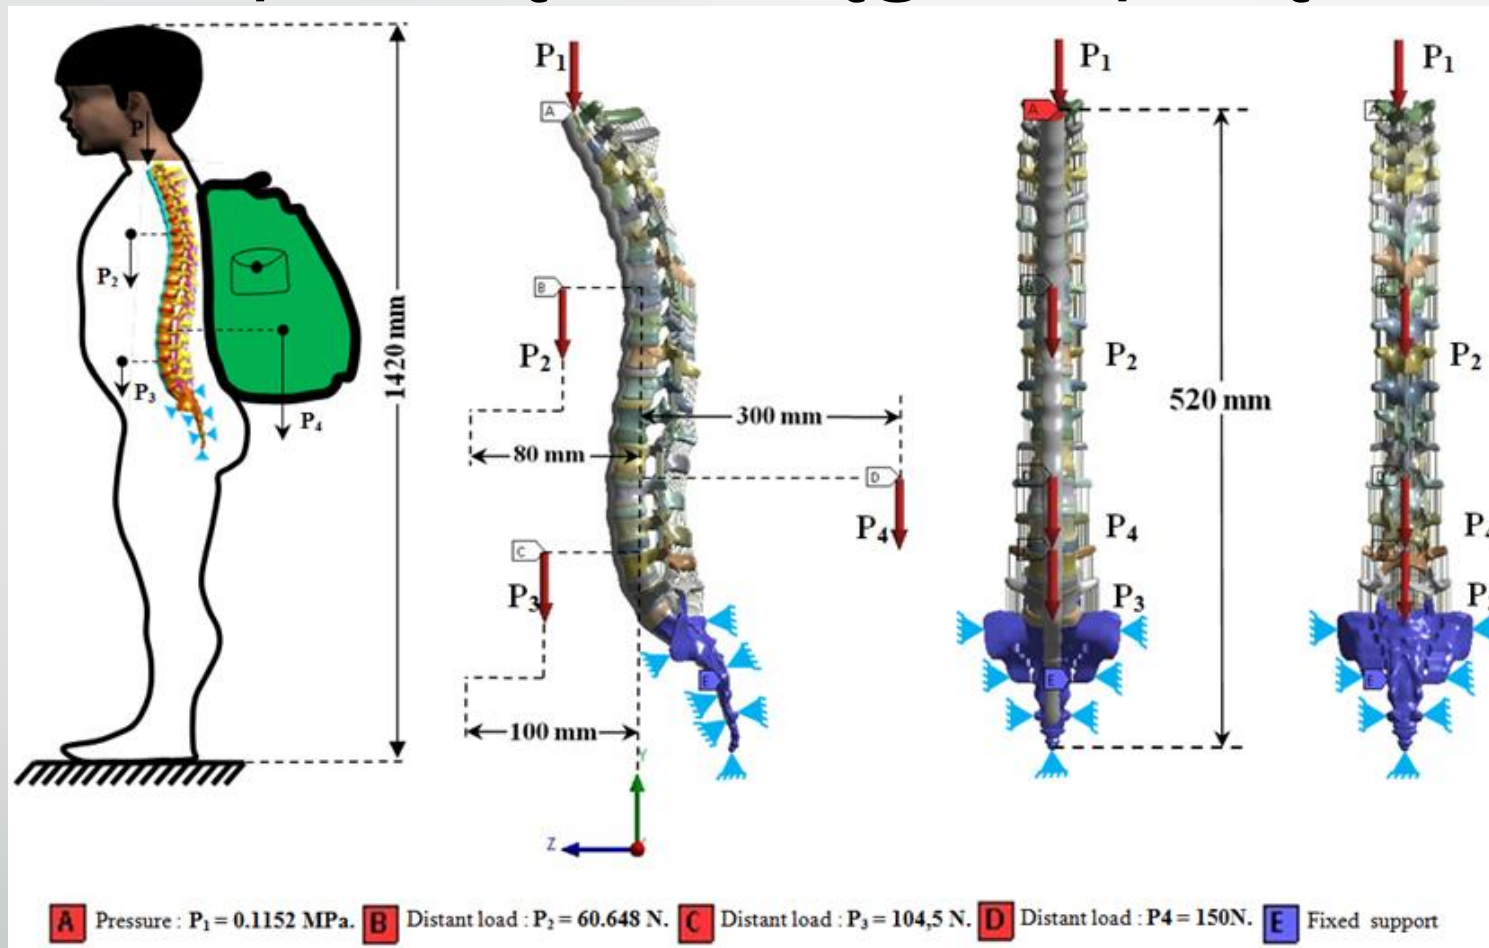 P
P₂
P₃
P₄
1420 mm
P₁
A
B
P₂
80 mm
300 mm
D
P₄
C
P₃
E
100 mm
Y
Z
P₁
A
B
P₂
520 mm
P₄
P₃
E
P₁
A
P₂
E
A Pressure : P₁ = 0.1152 MPa. B Distant load : P₂ = 60.648 N. C Distant load : P₃ = 104,5 N. D Distant load : P4 = 150N. E Fixed support